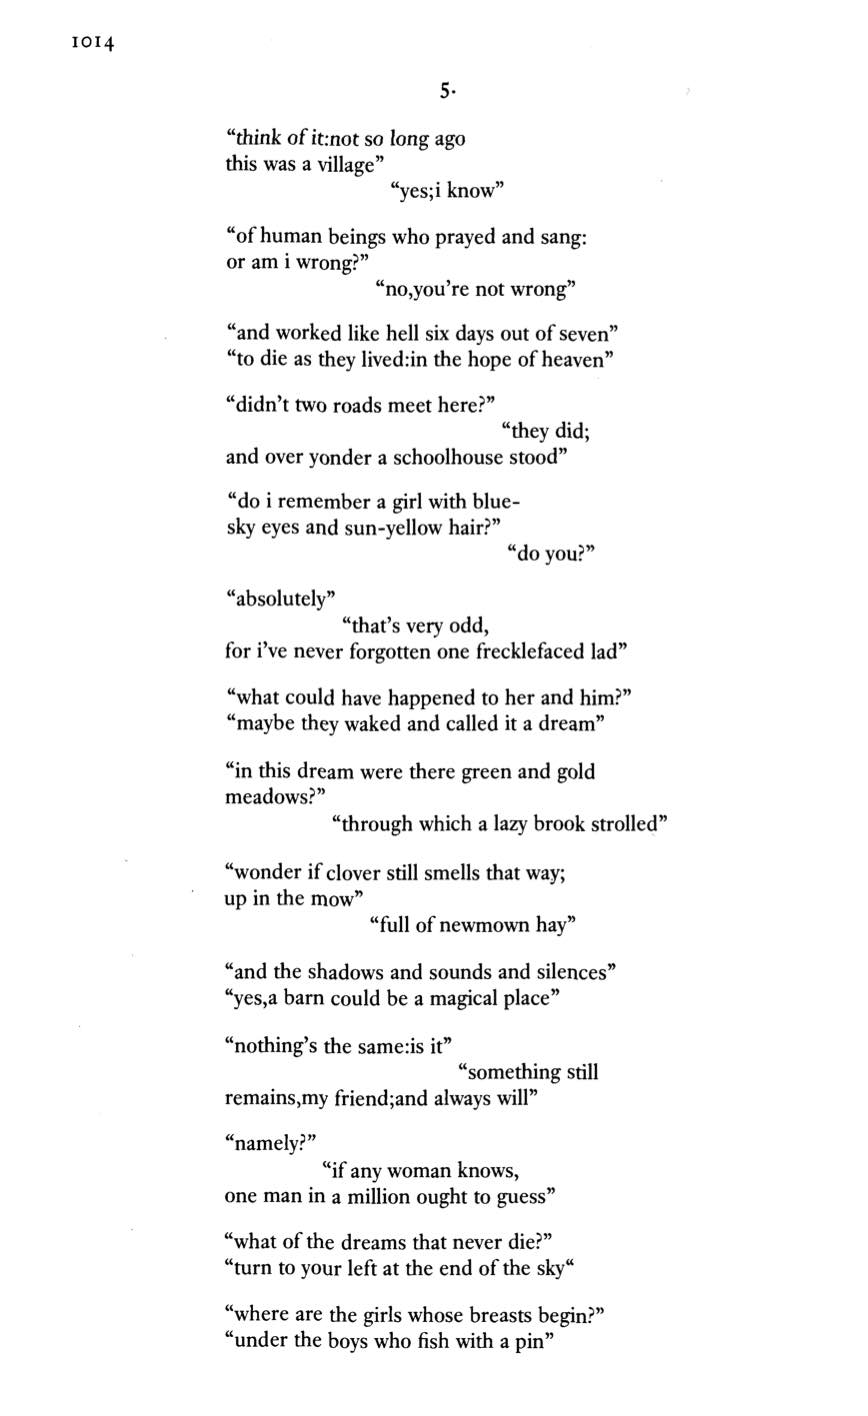 1014
5.
“think of it:not so long ago
this was a village”
“yes;i know”
“of human beings who prayed and sang:
or am i wrong?”
“no,you’re not wrong”
“and worked like hell six days out of seven”
“to die as they lived:in the hope of heaven”
“didn’t two roads meet here?”
“they did;
and over yonder a schoolhouse stood”
“do i remember a girl with blue-
sky eyes and sun-yellow hair?”
“do you?”
“absolutely”
“that’s very odd,
for i’ve never forgotten one frecklefaced lad”
“what could have happened to her and him?”
“maybe they waked and called it a dream”
“in this dream were there green and gold
meadows?”
“through which a lazy brook strolled”
“wonder if clover still smells that way;
up in the mow”
“full of newmown hay”
“and the shadows and sounds and silences”
“yes,a barn could be a magical place”
“nothing’s the same:is it”
“something still
remains,my friend;and always will”
“namely?”
“if any woman knows,
one man in a million ought to guess”
“what of the dreams that never die?”
“turn to your left at the end of the sky“
“where are the girls whose breasts begin?”
“under the boys who fish with a pin”